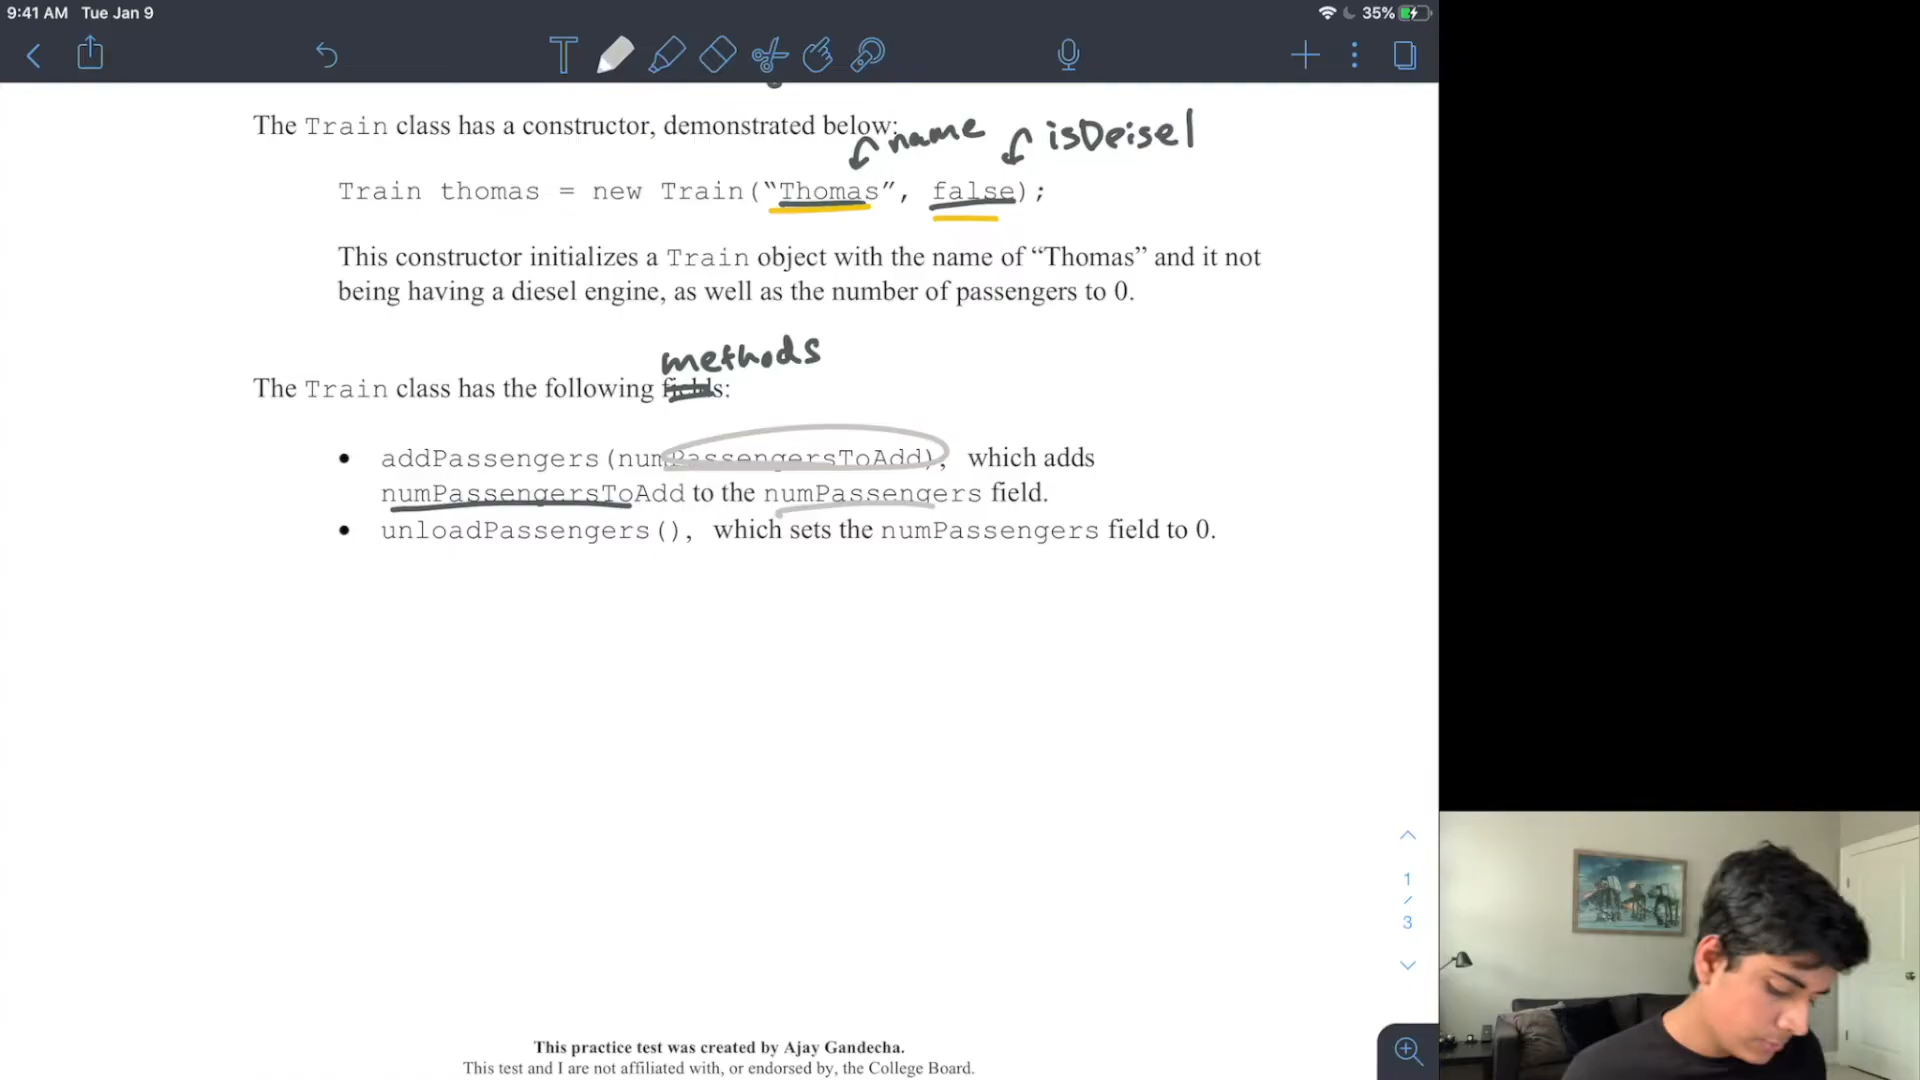 9:41 AM Tue Jan 9
35%
The Train class has a constructor, demonstrated below:
name
isDeisel
Train thomas = new Train(“Thomas”, false);
This constructor initializes a Train object with the name of “Thomas” and it not
being having a diesel engine, as well as the number of passengers to 0.
methods
The Train class has the following fields:
• addPassengers(numPassengersToAdd), which adds
numPassengersToAdd to the numPassengers field.
• unloadPassengers(), which sets the numPassengers field to 0.
1
/
3
This practice test was created by Ajay Gandecha.
This test and I are not affiliated with, or endorsed by, the College Board.